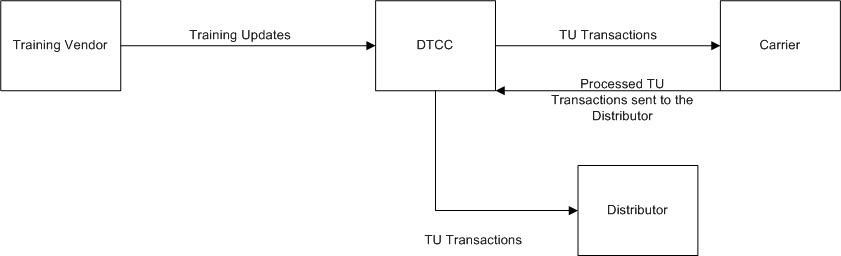 Training Vendor
Training Updates
DTCC
TU Transactions
Carrier
Processed TU
Transactions sent to the
Distributor
Distributor
TU Transactions